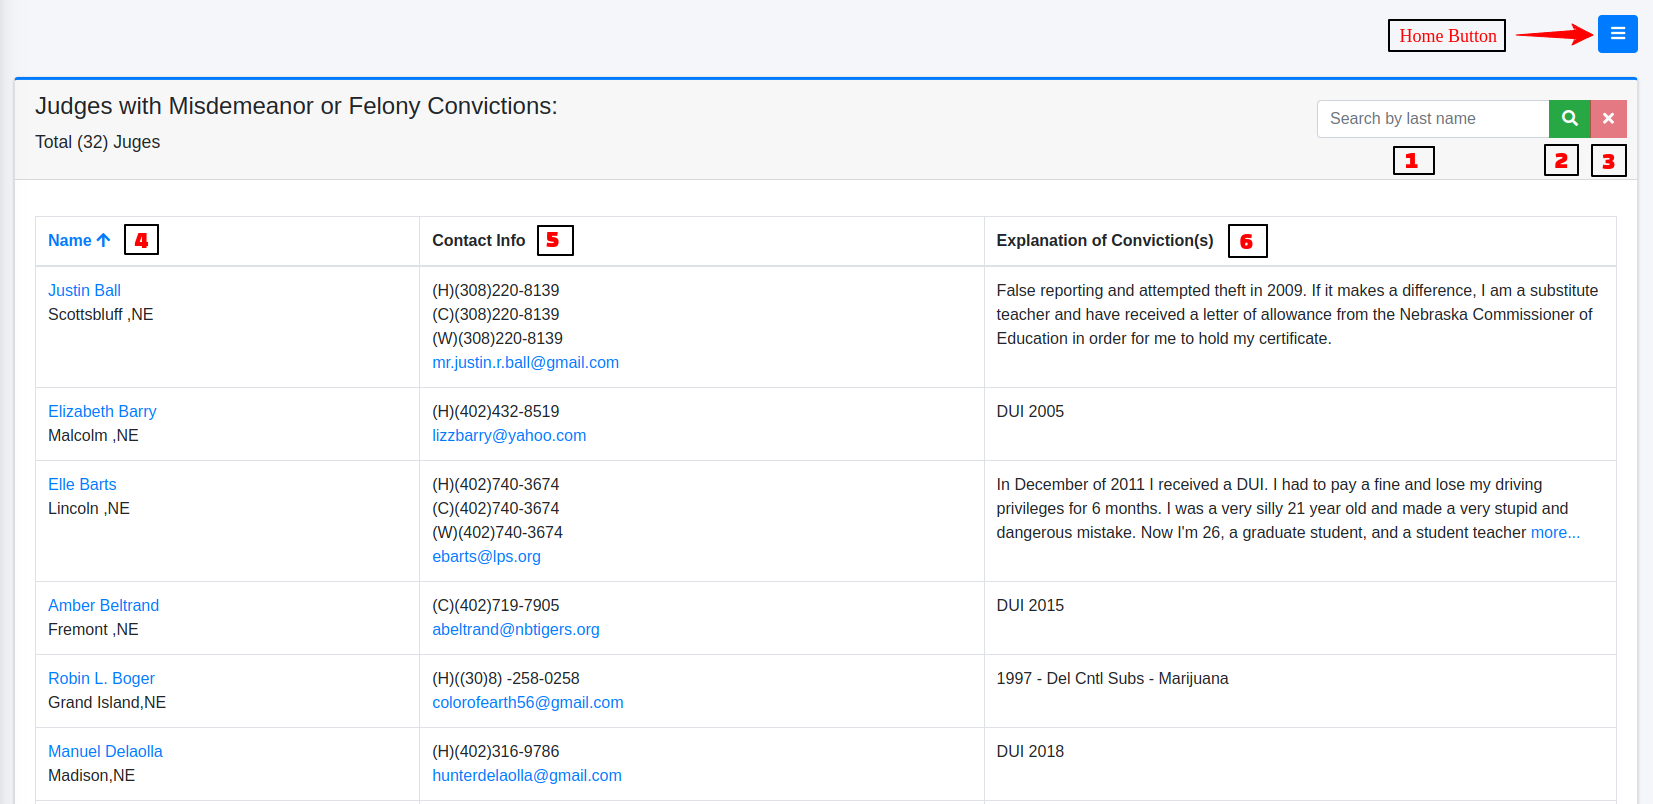 Home Button
Judges with Misdemeanor or Felony Convictions:
Total (32) Juges
Search by last name
1 2 3
Name 4 Contact Info 5 Explanation of Conviction(s) 6
Justin Ball
Scottsbluff ,NE
(H)(308)220-8139
(C)(308)220-8139
(W)(308)220-8139
mr.justin.r.ball@gmail.com
False reporting and attempted theft in 2009. If it makes a difference, I am a substitute
teacher and have received a letter of allowance from the Nebraska Commissioner of
Education in order for me to hold my certificate.
Elizabeth Barry
Malcolm ,NE
(H)(402)432-8519
lizzbarry@yahoo.com
DUI 2005
Elle Barts
Lincoln ,NE
(H)(402)740-3674
(C)(402)740-3674
(W)(402)740-3674
ebarts@lps.org
In December of 2011 I received a DUI. I had to pay a fine and lose my driving
privileges for 6 months. I was a very silly 21 year old and made a very stupid and
dangerous mistake. Now I'm 26, a graduate student, and a student teacher more...
Amber Beltrand
Fremont ,NE
(C)(402)719-7905
abeltrand@nbtigers.org
DUI 2015
Robin L. Boger
Grand Island,NE
(H)((30)8) -258-0258
colorofearth56@gmail.com
1997 - Del Cntl Subs - Marijuana
Manuel Delaolla
Madison,NE
(H)(402)316-9786
hunterdelaolla@gmail.com
DUI 2018